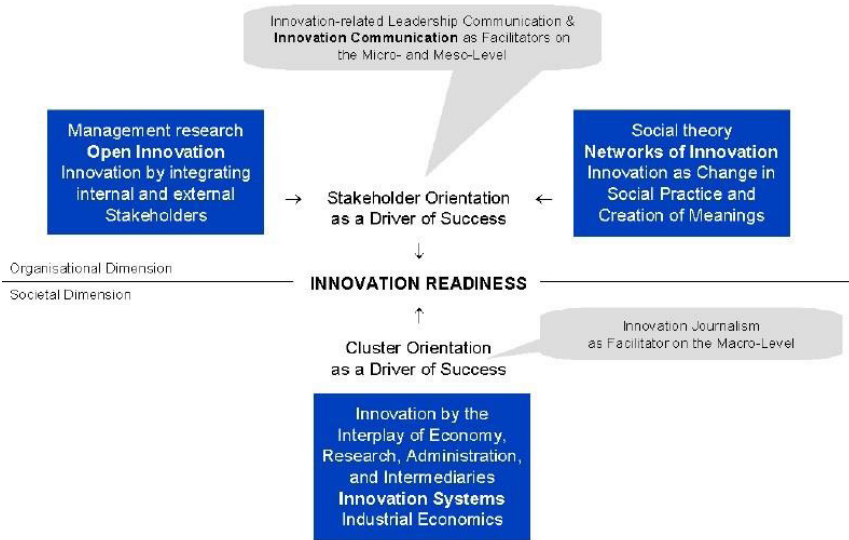 Innovation-related Leadership Communication &
Innovation Communication as Facilitators on
the Micro- and Meso-Level
Management research
Open Innovation
Innovation by integrating
internal and external
Stakeholders
→
Stakeholder Orientation
as a Driver of Success
←
Social theory
Networks of Innovation
Innovation as Change in
Social Practice and
Creation of Meanings
↓
Organisational Dimension
INNOVATION READINESS
Societal Dimension
↑
Cluster Orientation
as a Driver of Success
Innovation Journalism
as Facilitator on the Macro-Level
Innovation by the
Interplay of Economy,
Research, Administration,
and Intermediaries
Innovation Systems
Industrial Economics